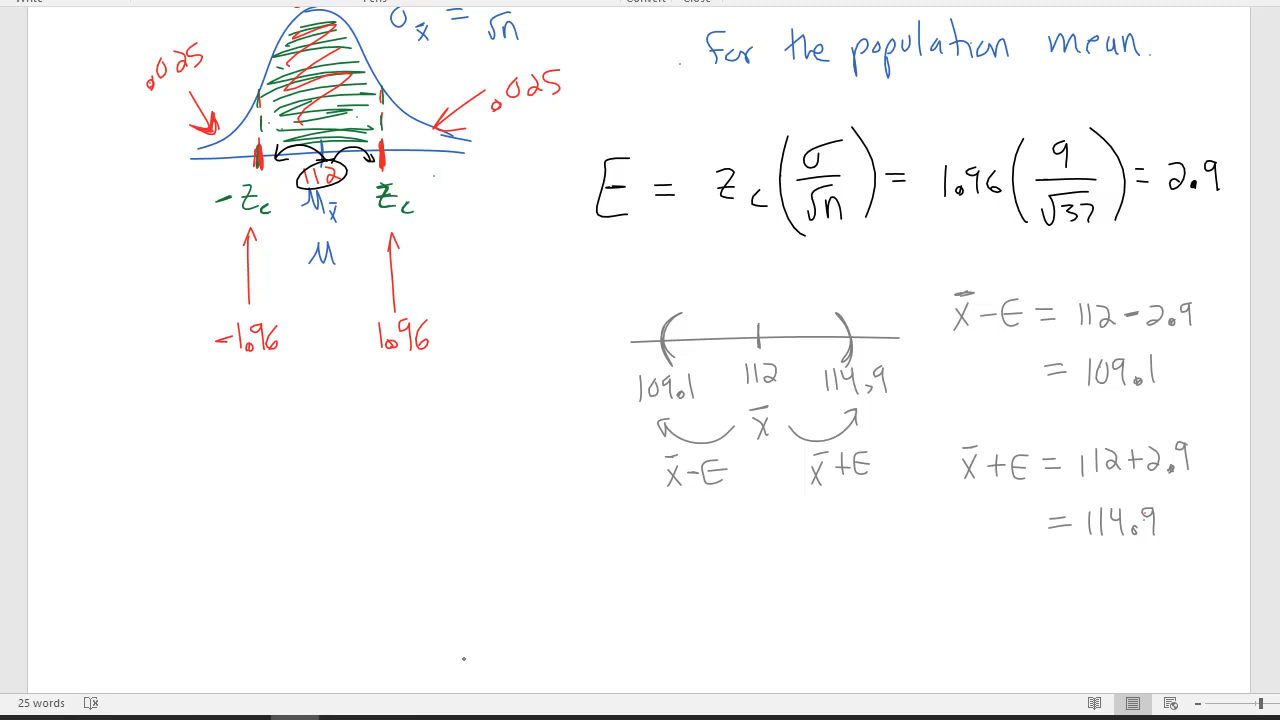 σx̄ = √n
for the population mean.
.025
.025
E = zc(σ/√n) = 1.96(9/√37) = 2.9
112
-zc μx̄ zc
μ
-1.96 1.96
x̄-E = 112-2.9
= 109.1
109.1 112 114.9
x̄
x̄-E x̄+E
x̄+E = 112+2.9
= 114.9
25 words